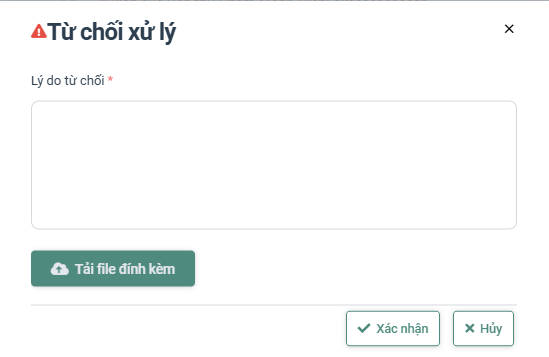 Từ chối xử lý
Lý do từ chối *
Tải file đính kèm
Xác nhận
Hủy